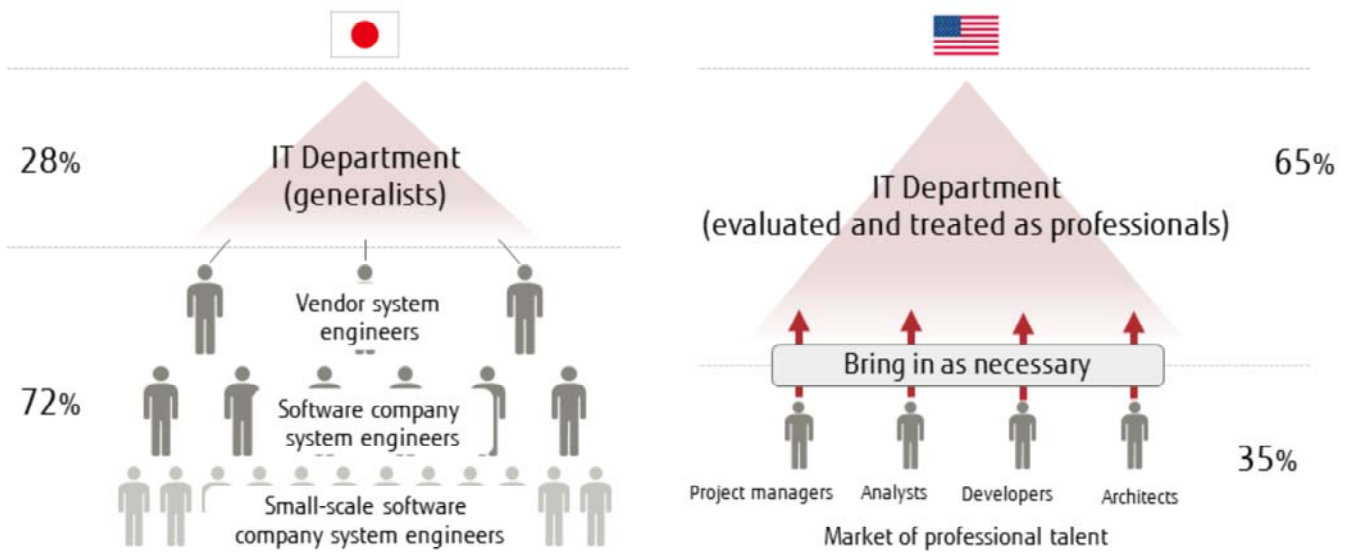 28%
IT Department
(generalists)
Vendor system
engineers
72%
Software company
system engineers
Small-scale software
company system engineers
65%
IT Department
(evaluated and treated as professionals)
Bring in as necessary
35%
Project managers
Analysts
Developers
Architects
Market of professional talent